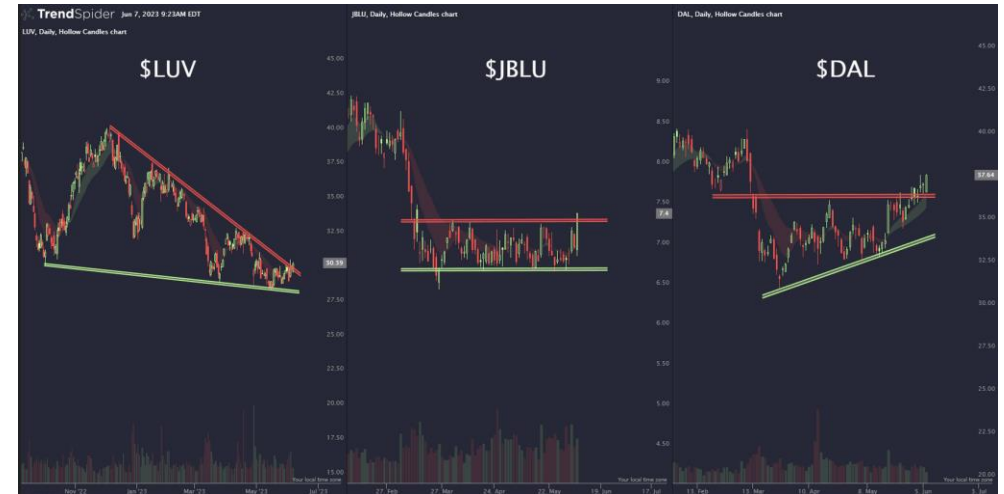 TrendSpider Jun 7, 2023 9:23AM EDT
LUV, Daily, Hollow Candles chart
$LUV
45.00
42.50
40.00
37.50
35.00
32.50
30.39
27.50
25.00
22.50
20.00
17.50
15.00
Your local time zone
Nov '22 Jan '23 Mar '23 May '23 Jul '23
JBLU, Daily, Hollow Candles chart
$JBLU
9.00
8.50
8.00
7.50
7.4
7.00
6.50
6.00
5.50
5.00
4.50
Your local time zone
27. Feb 27. Mar 24. Apr 22. May 19. Jun 17. Jul
DAL, Daily, Hollow Candles chart
$DAL
45.00
42.50
40.00
37.64
35.00
32.50
30.00
27.50
25.00
22.50
20.00
Your local time zone
13. Feb 13. Mar 10. Apr 8. May 5. Jun 3. Jul